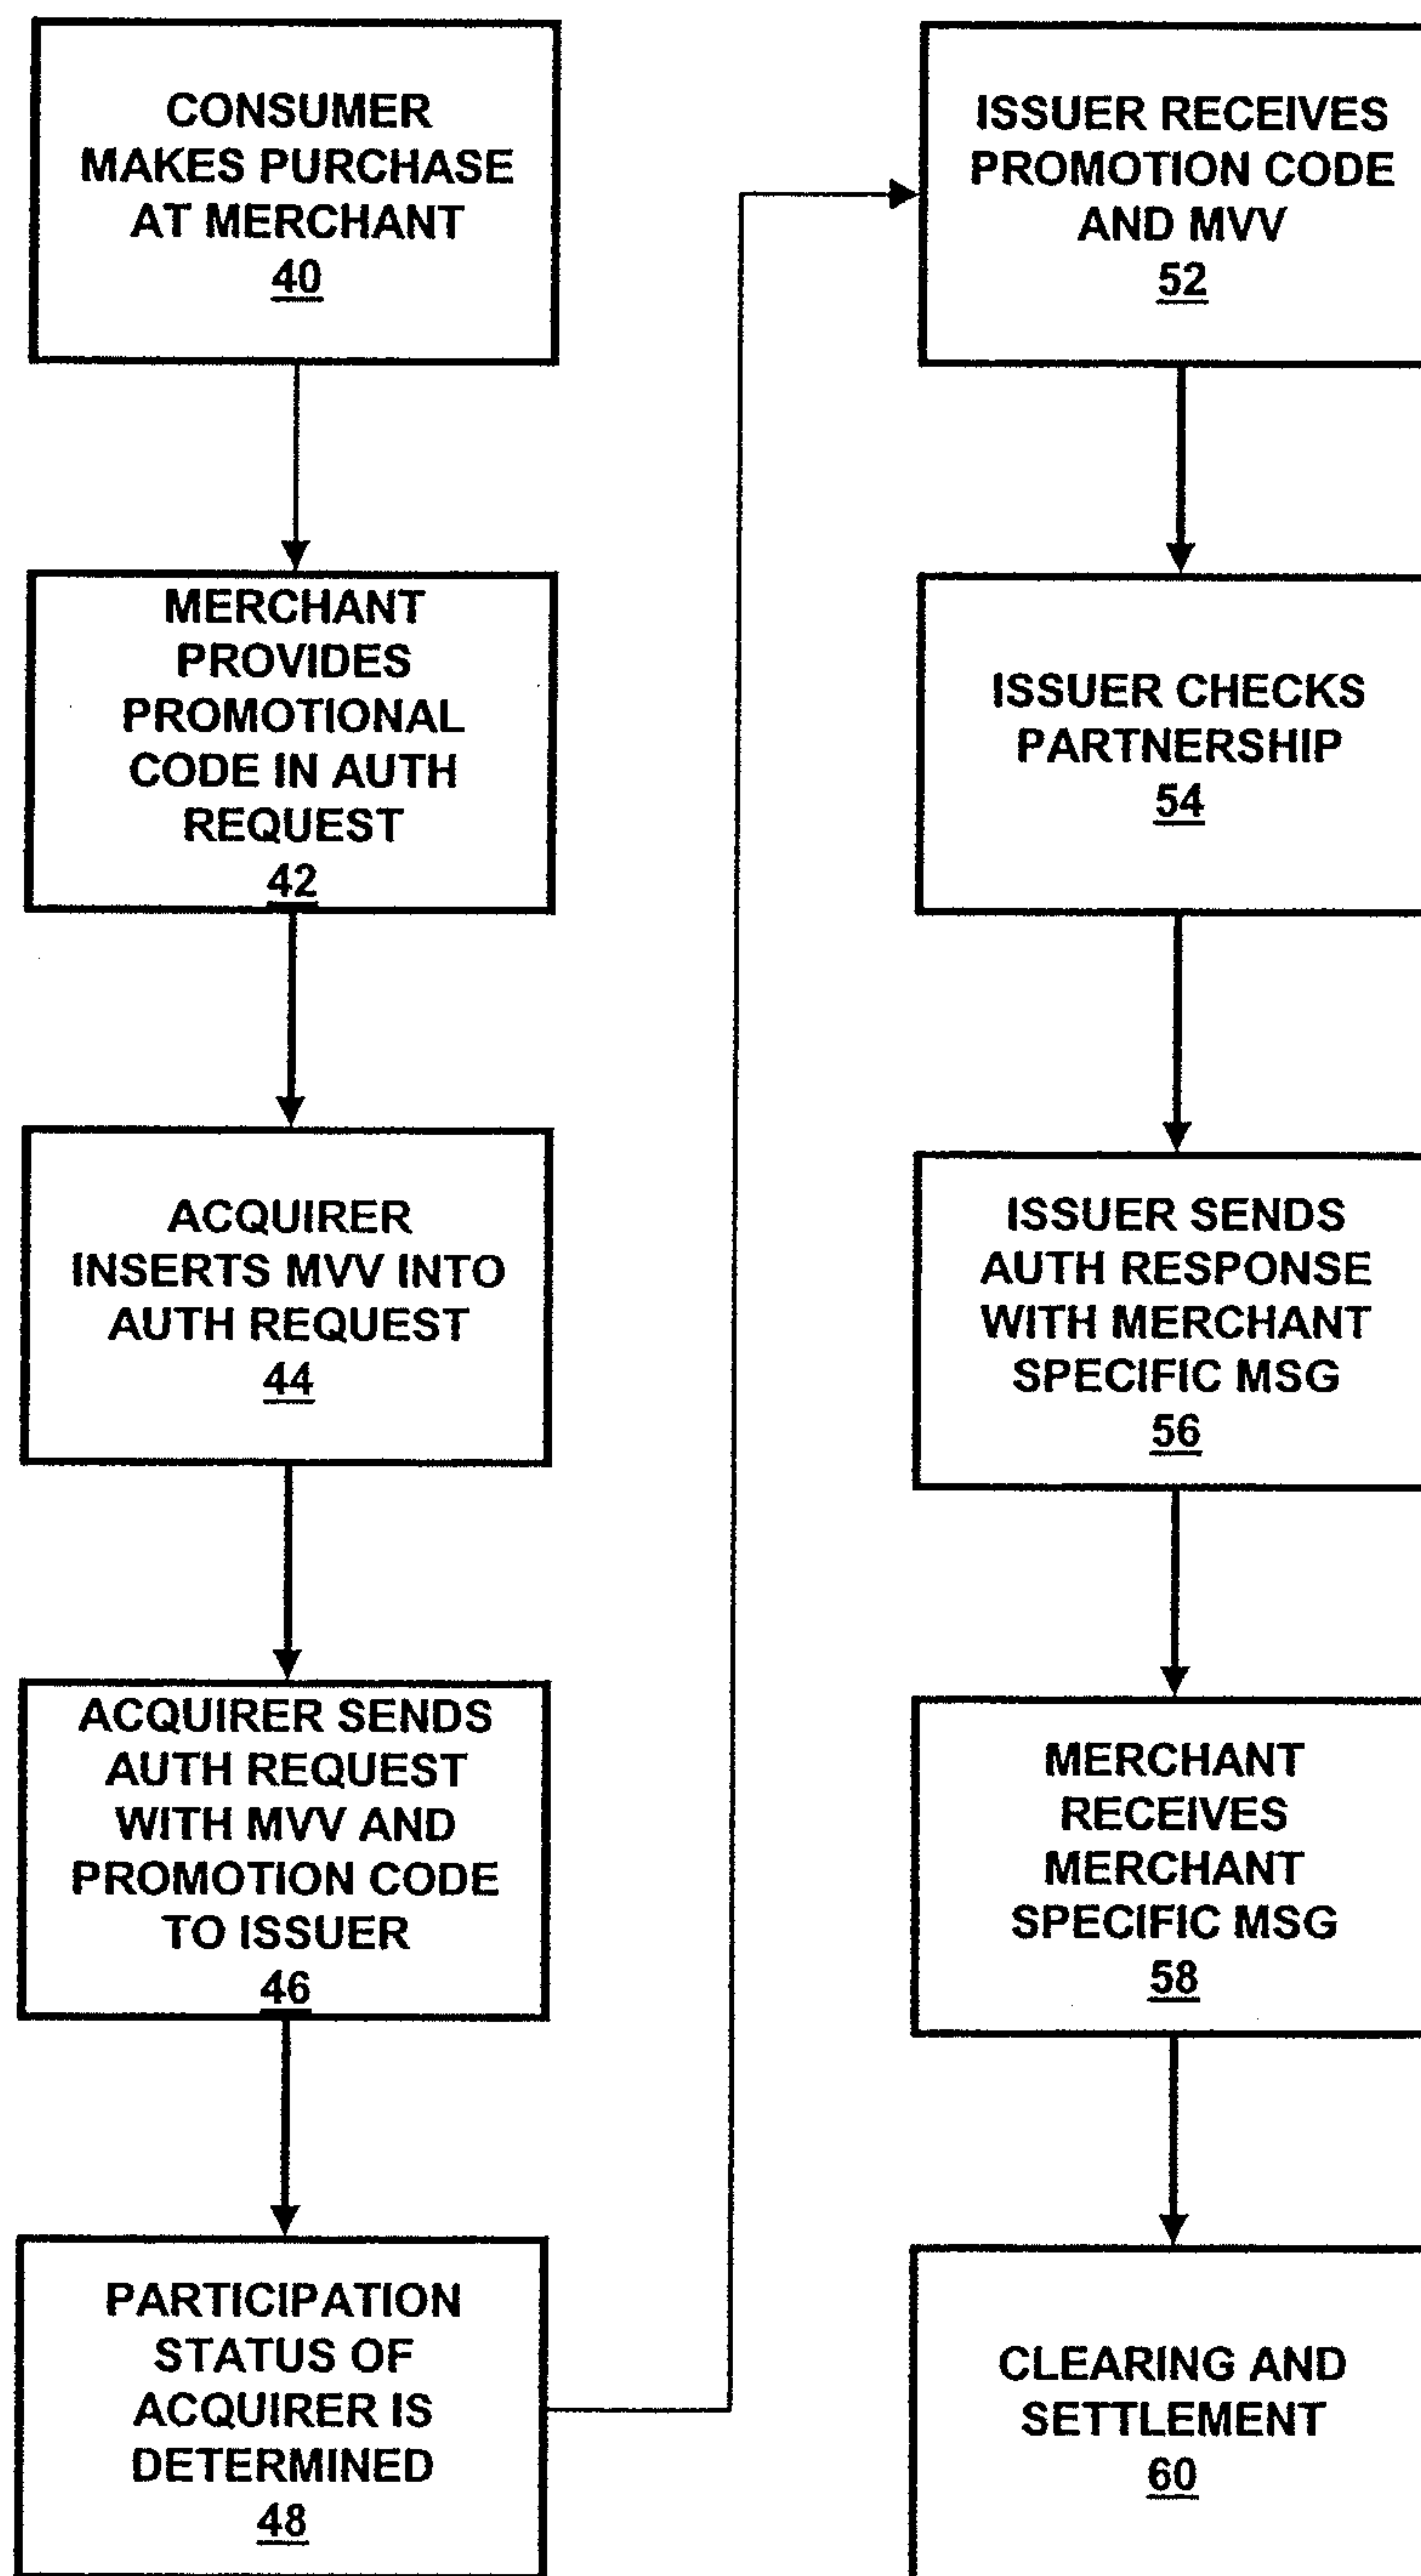 CONSUMER
MAKES PURCHASE
AT MERCHANT
40
MERCHANT
PROVIDES
PROMOTIONAL
CODE IN AUTH
REQUEST
42
ACQUIRER
INSERTS MVV INTO
AUTH REQUEST
44
ACQUIRER SENDS
AUTH REQUEST
WITH MVV AND
PROMOTION CODE
TO ISSUER
46
PARTICIPATION
STATUS OF
ACQUIRER IS
DETERMINED
48
ISSUER RECEIVES
PROMOTION CODE
AND MVV
52
ISSUER CHECKS
PARTNERSHIP
54
ISSUER SENDS
AUTH RESPONSE
WITH MERCHANT
SPECIFIC MSG
56
MERCHANT
RECEIVES
MERCHANT
SPECIFIC MSG
58
CLEARING AND
SETTLEMENT
60